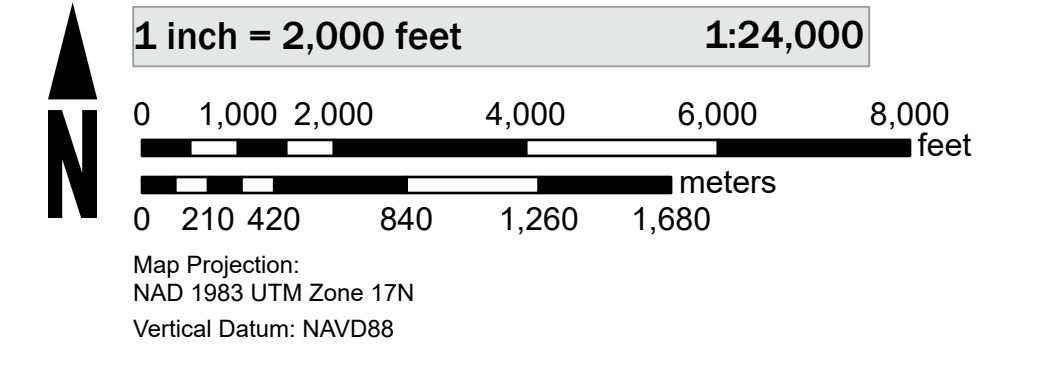 N
1 inch = 2,000 feet 1:24,000
0 1,000 2,000 4,000 6,000 8,000
feet
meters
0 210 420 840 1,260 1,680
Map Projection:
NAD 1983 UTM Zone 17N
Vertical Datum: NAVD88